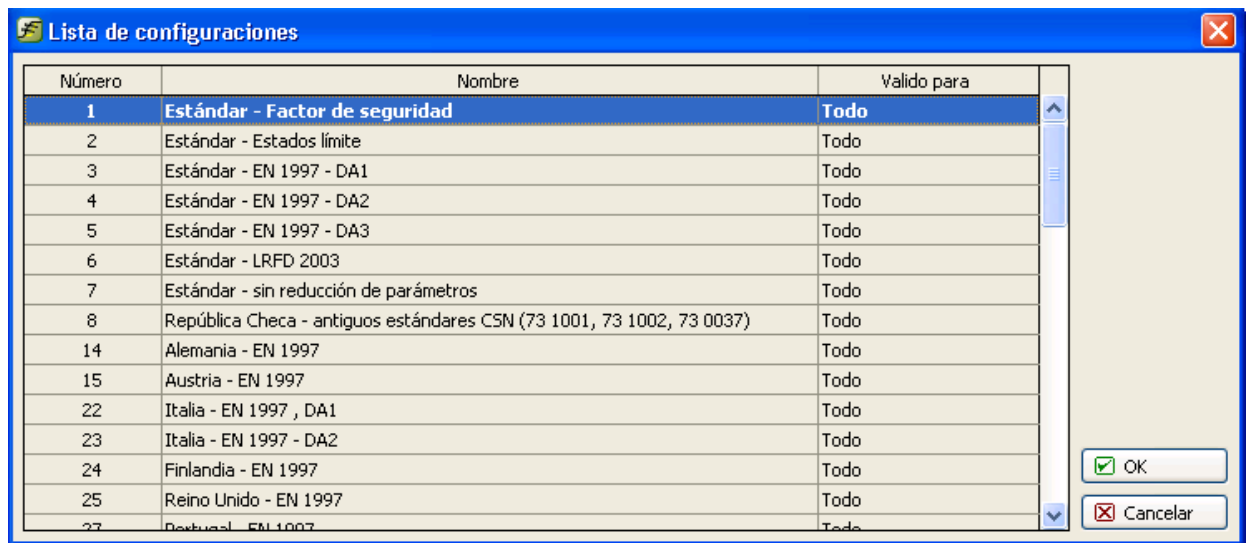 Lista de configuraciones
Número Nombre Valido para
1 Estándar - Factor de seguridad Todo
2 Estándar - Estados límite Todo
3 Estándar - EN 1997 - DA1 Todo
4 Estándar - EN 1997 - DA2 Todo
5 Estándar - EN 1997 - DA3 Todo
6 Estándar - LRFD 2003 Todo
7 Estándar - sin reducción de parámetros Todo
8 República Checa - antiguos estándares CSN (73 1001, 73 1002, 73 0037) Todo
14 Alemania - EN 1997 Todo
15 Austria - EN 1997 Todo
22 Italia - EN 1997 , DA1 Todo
23 Italia - EN 1997 - DA2 Todo
24 Finlandia - EN 1997 Todo
OK
25 Reino Unido - EN 1997 Todo
Cancelar
27 Portugal - EN 1997 Todo